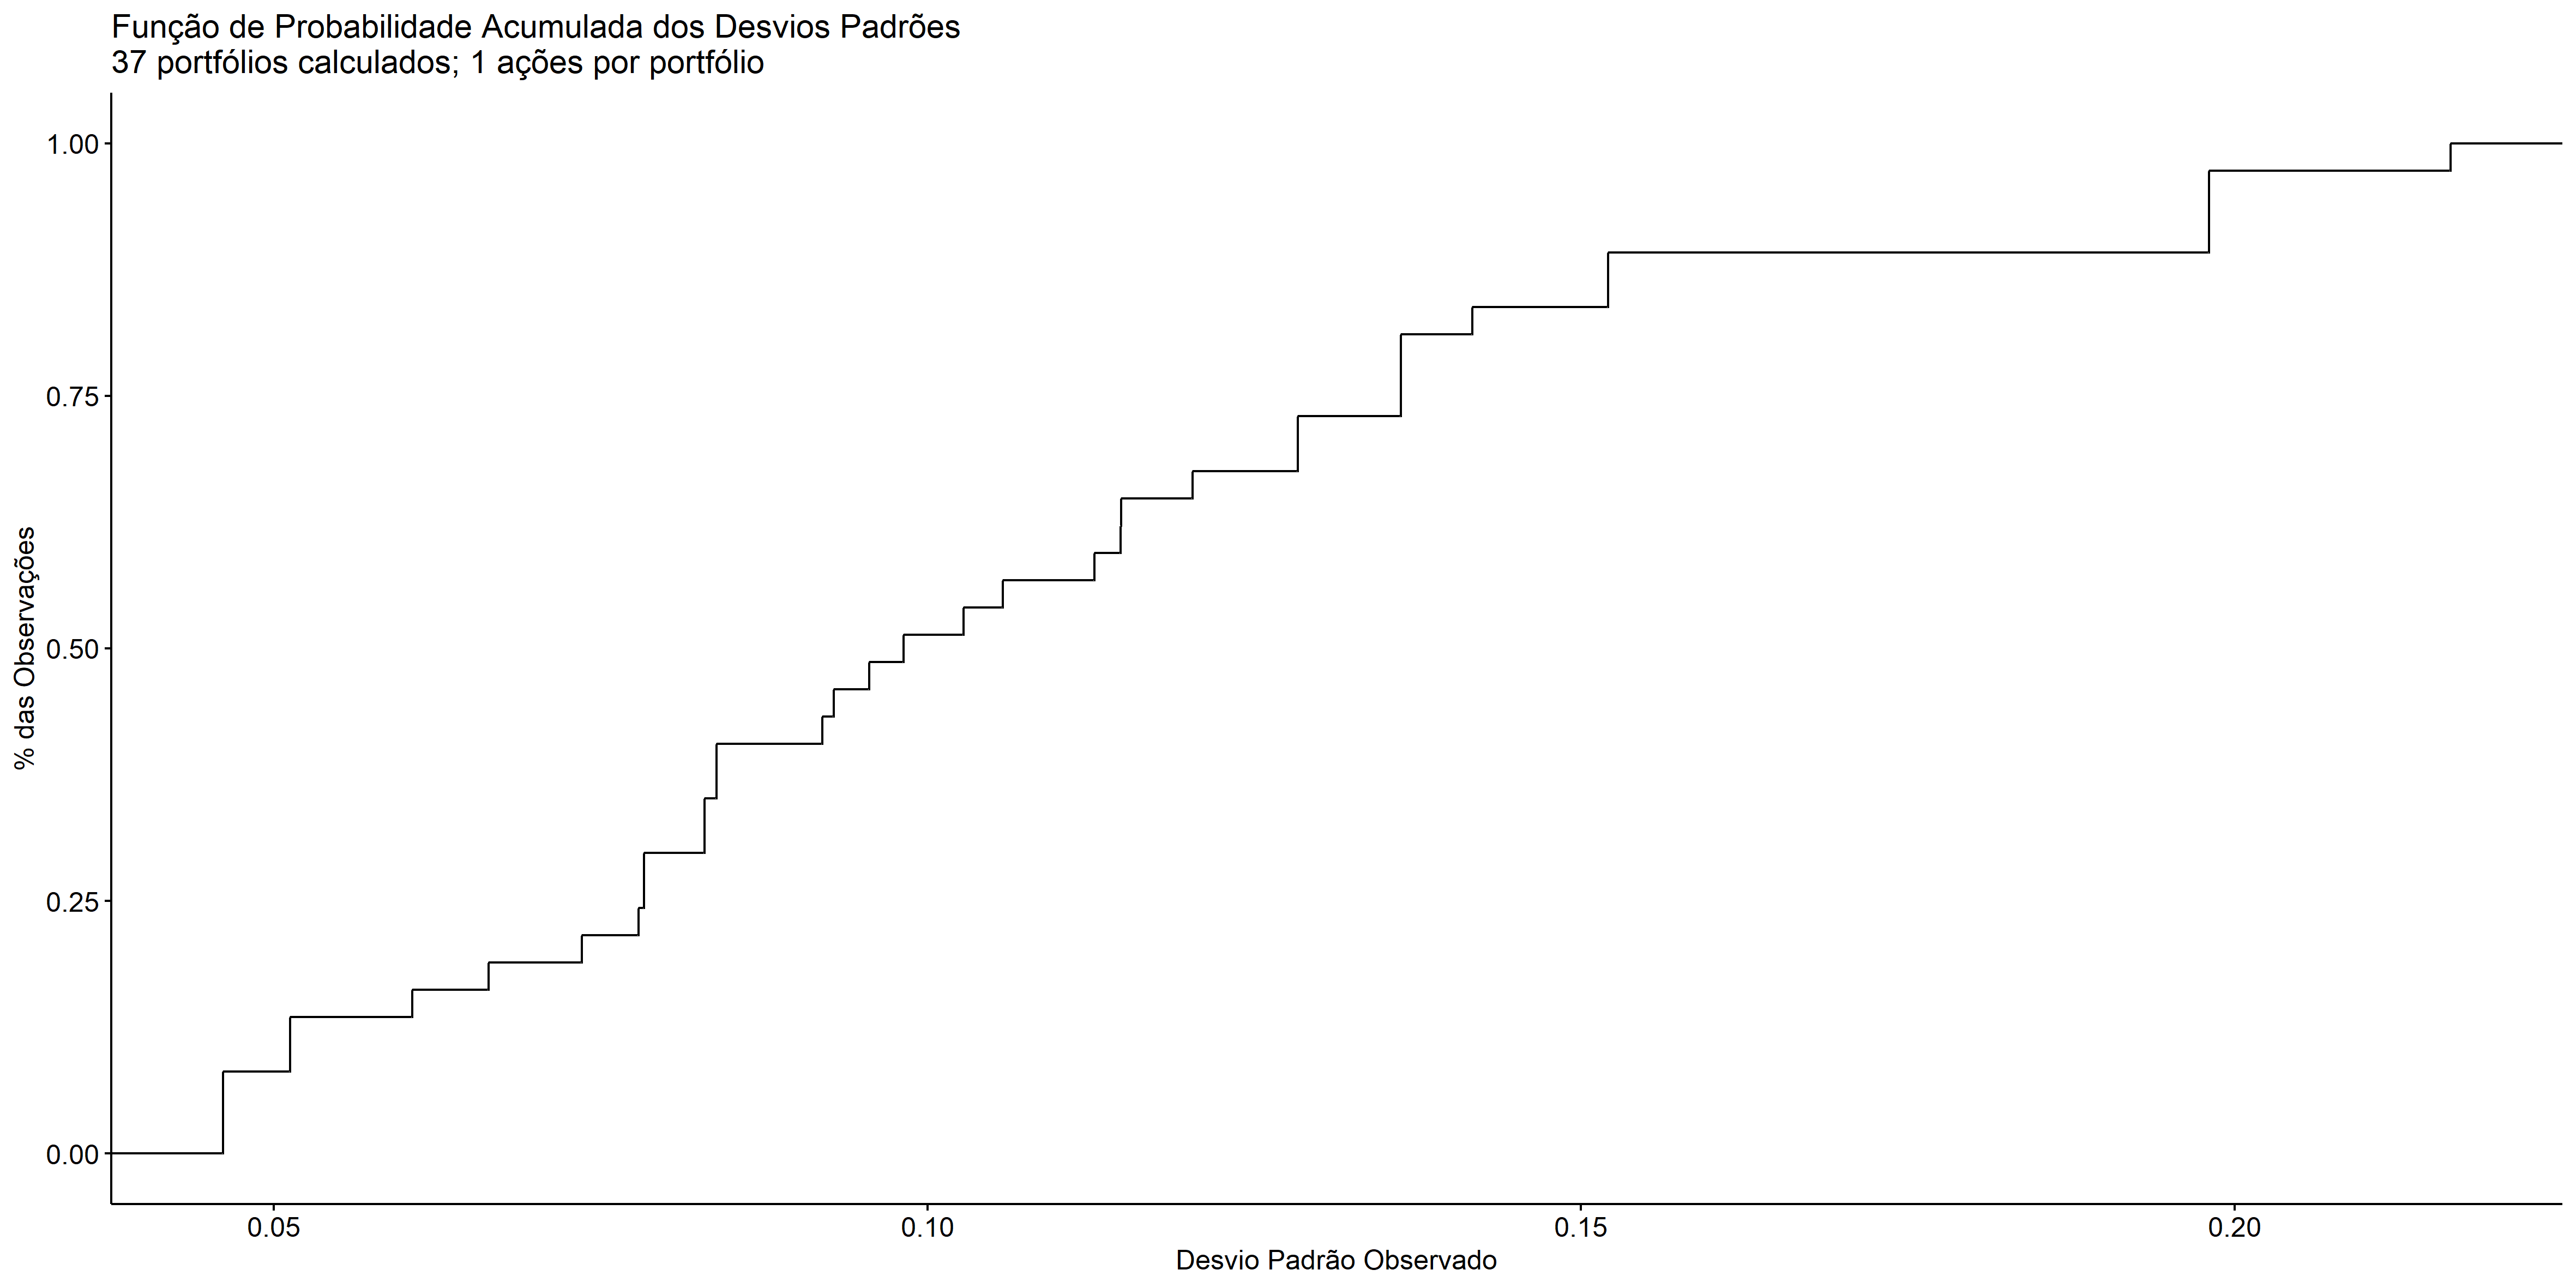 Função de Probabilidade Acumulada dos Desvios Padrões
37 portfólios calculados; 1 ações por portfólio
1.00
0.75
0.50
0.25
0.00
% das Observações
0.05
0.10
0.15
0.20
Desvio Padrão Observado